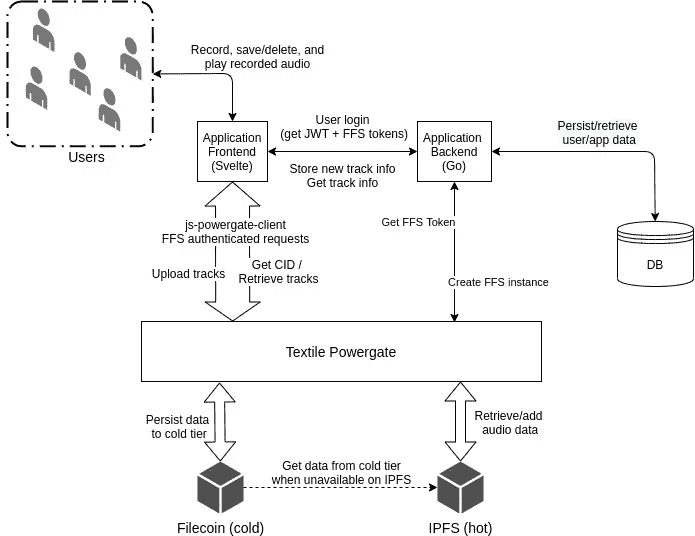 Record, save/delete, and
play recorded audio
Users
Application
Frontend
(Svelte)
User login
(get JWT + FFS tokens)
Store new track info
Get track info
Application
Backend
(Go)
Persist/retrieve
user/app data
DB
js-powergate-client
FFS authenticated requests
Upload tracks
Get CID /
Retrieve tracks
Get FFS Token
Create FFS instance
Textile Powergate
Persist data
to cold tier
Retrieve/add
audio data
Get data from cold tier
when unavailable on IPFS
Filecoin (cold)
IPFS (hot)